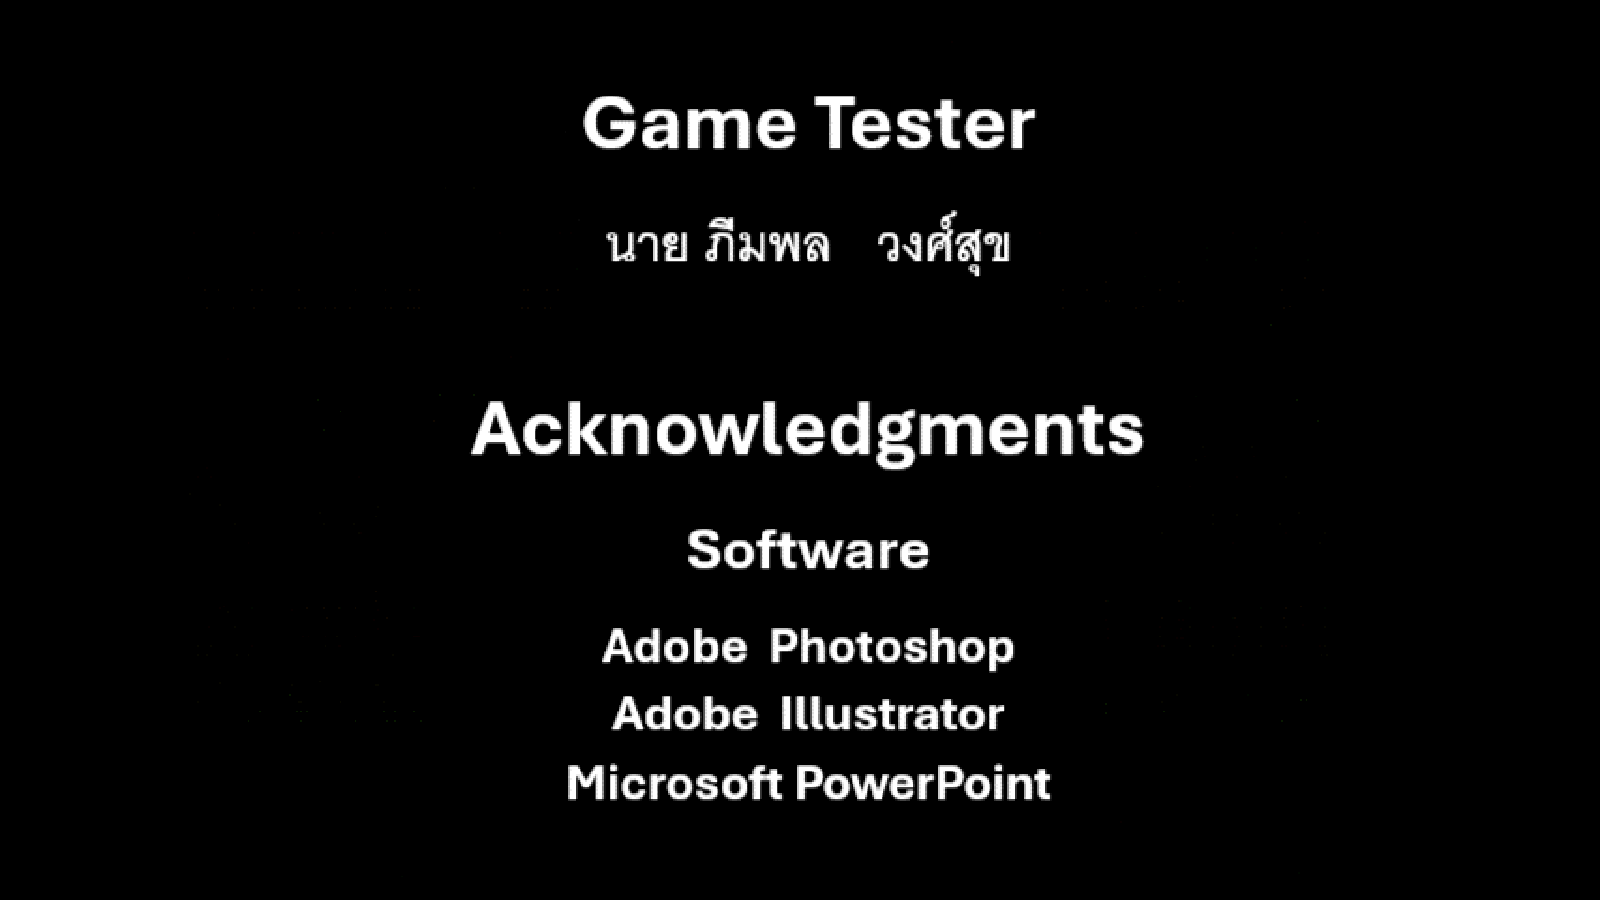 Game Tester
นาย ภีมพล วงศ์สุข
Acknowledgments
Software
Adobe Photoshop
Adobe Illustrator
Microsoft PowerPoint